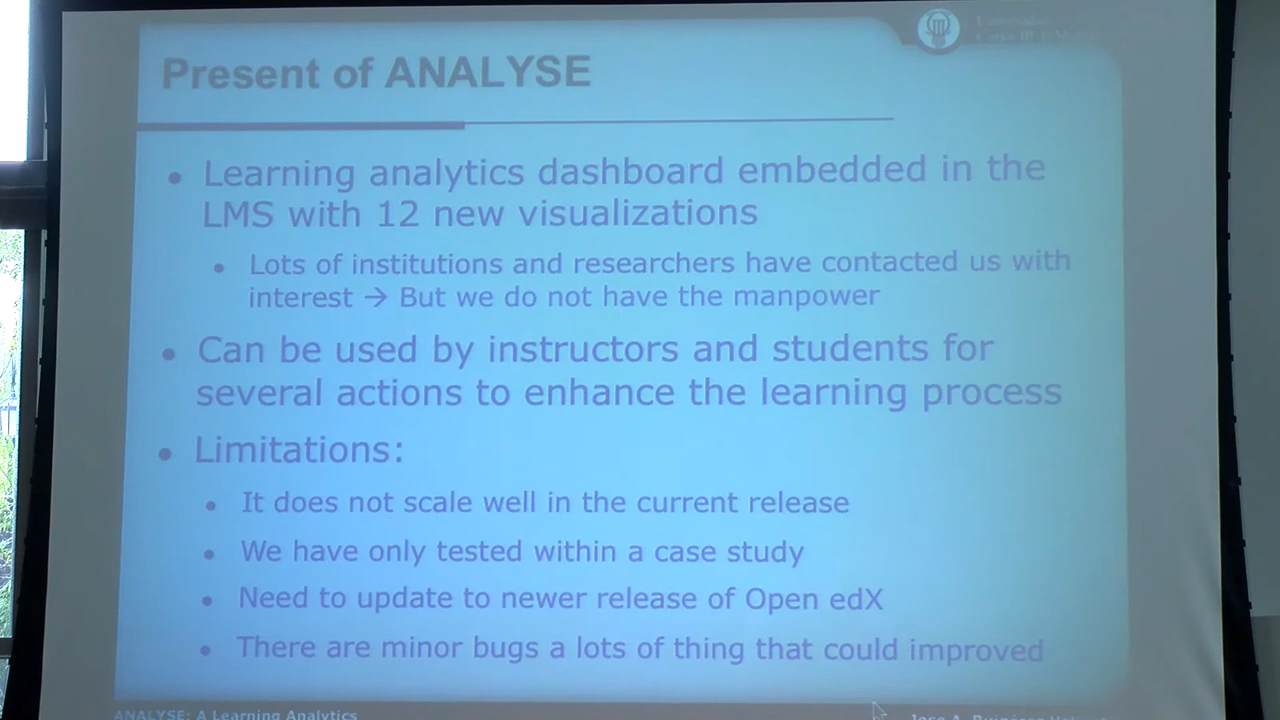 Present of ANALYSE
• Learning analytics dashboard embedded in the
LMS with 12 new visualizations
• Lots of institutions and researchers have contacted us with
interest → But we do not have the manpower
• Can be used by instructors and students for
several actions to enhance the learning process
• Limitations:
• It does not scale well in the current release
• We have only tested within a case study
• Need to update to newer release of Open edX
• There are minor bugs a lots of thing that could improved
ANALYSE: A Learning Analytics
Jose A.